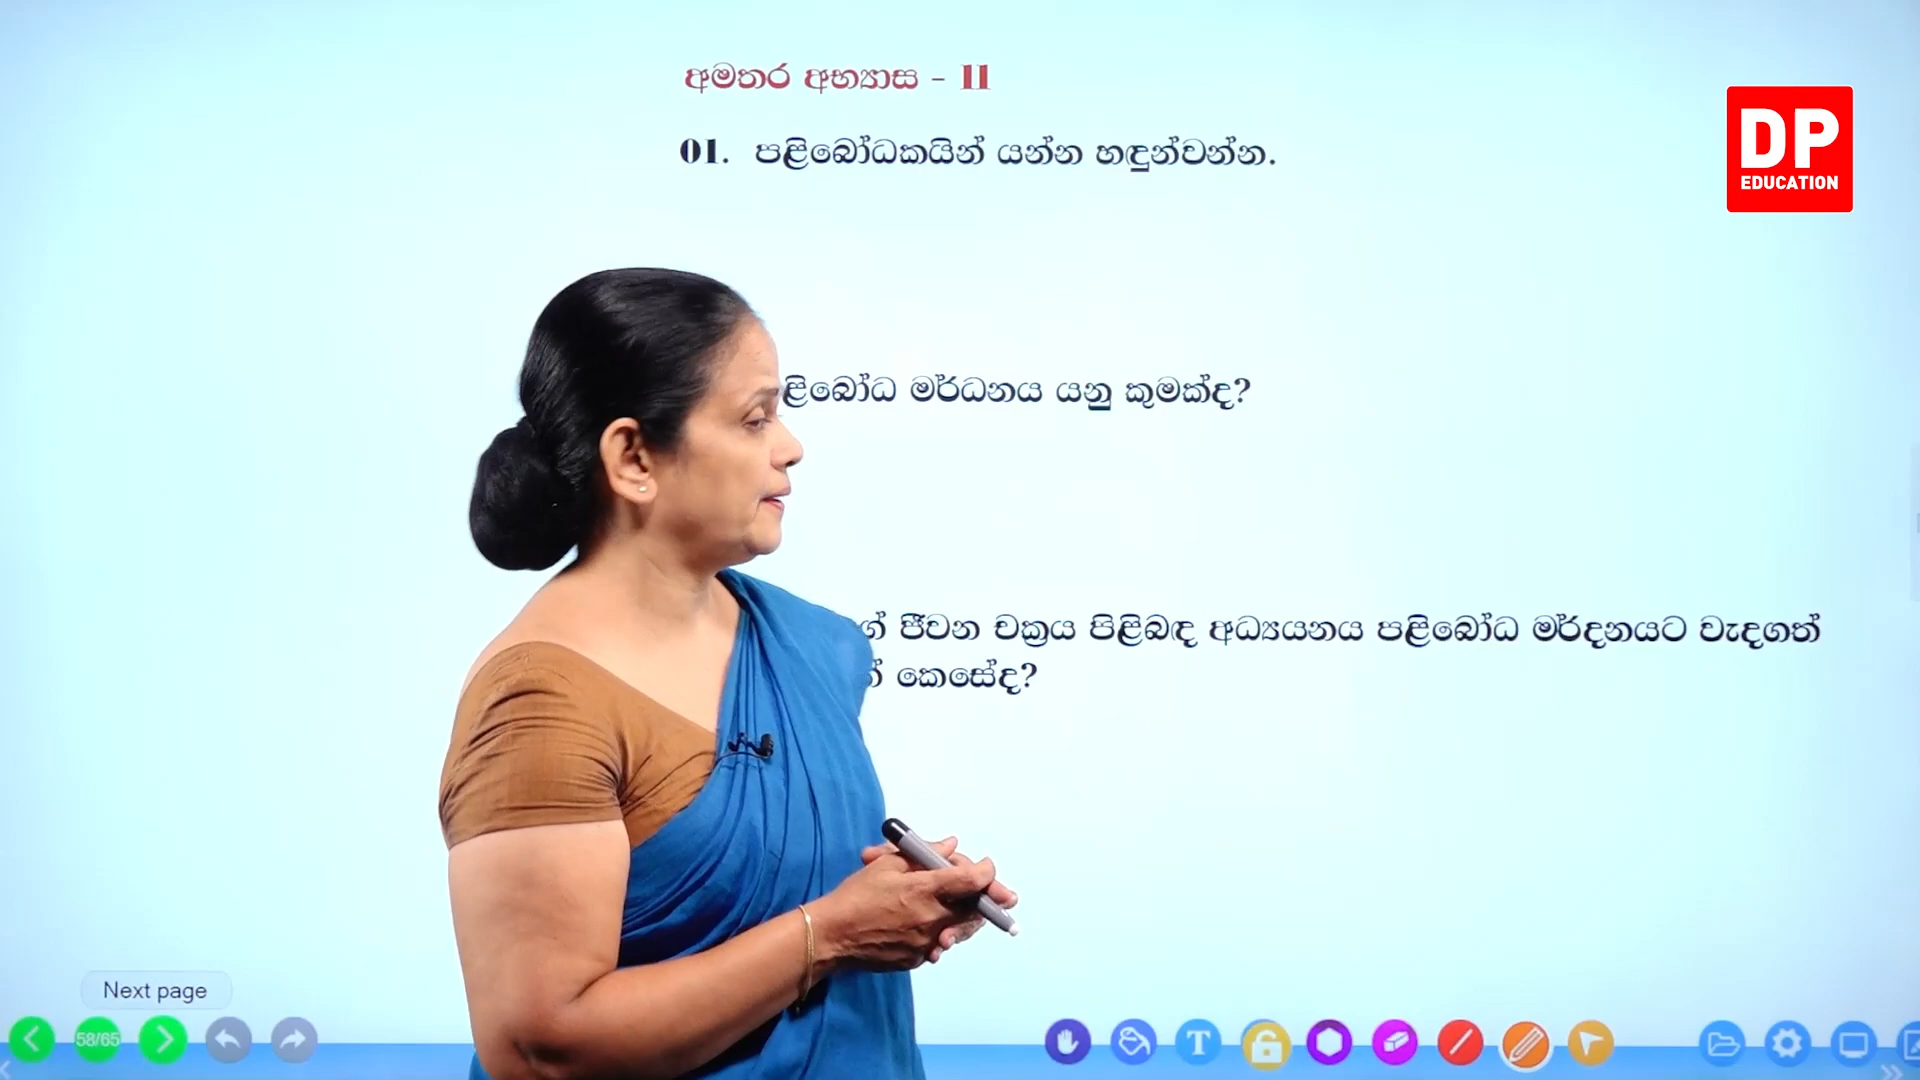 අමතර අභ්‍යාස - 11
01. පළිබෝධකයින් යන්න හඳුන්වන්න.
DP
EDUCATION
මර්ධනය යනු කුමක්ද?
ජීවන චක්‍රය පිළිබඳ අධ්‍යයනය පළිබෝධ මර්දනයට වැදගත්
කෙසේද?
Next page
58/65
T